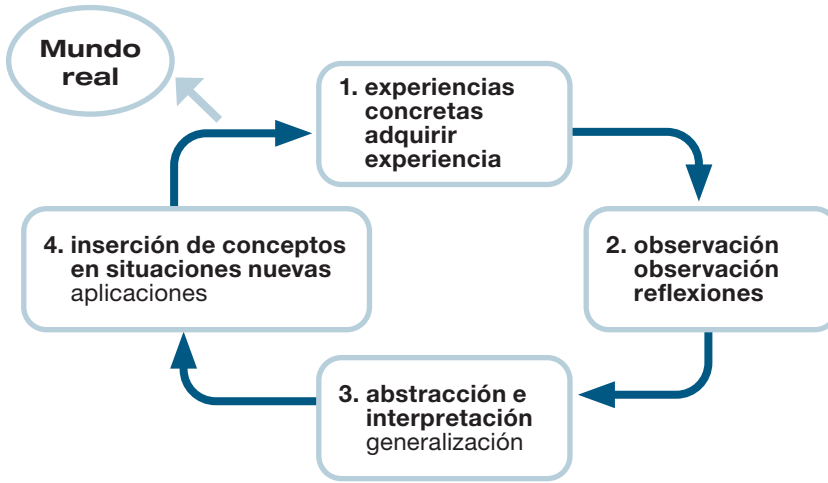 Mundo
real
1. experiencias
concretas
adquirir
experiencia
2. observación
observación
reflexiones
3. abstracción e
interpretación
generalización
4. inserción de conceptos
en situaciones nuevas
aplicaciones